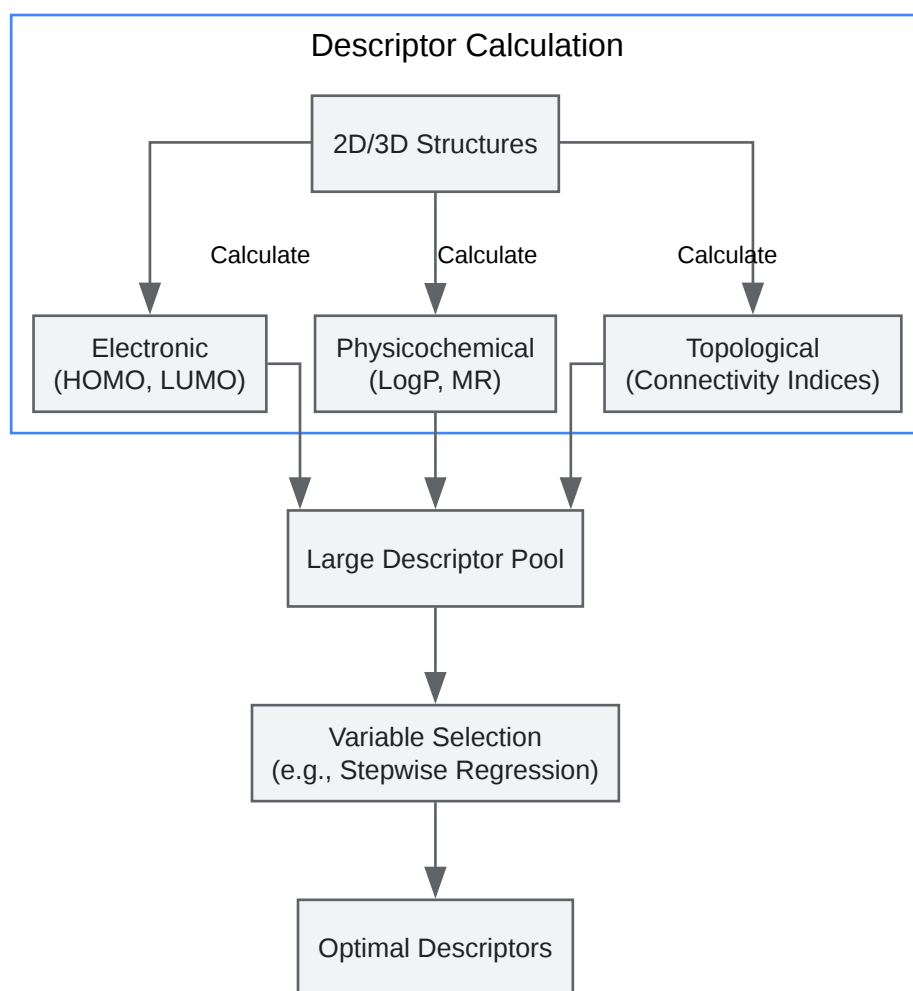 Descriptor Calculation
2D/3D Structures
Calculate
Calculate
Calculate
Electronic
(HOMO, LUMO)
Physicochemical
(LogP, MR)
Topological
(Connectivity Indices)
Large Descriptor Pool
Variable Selection
(e.g., Stepwise Regression)
Optimal Descriptors